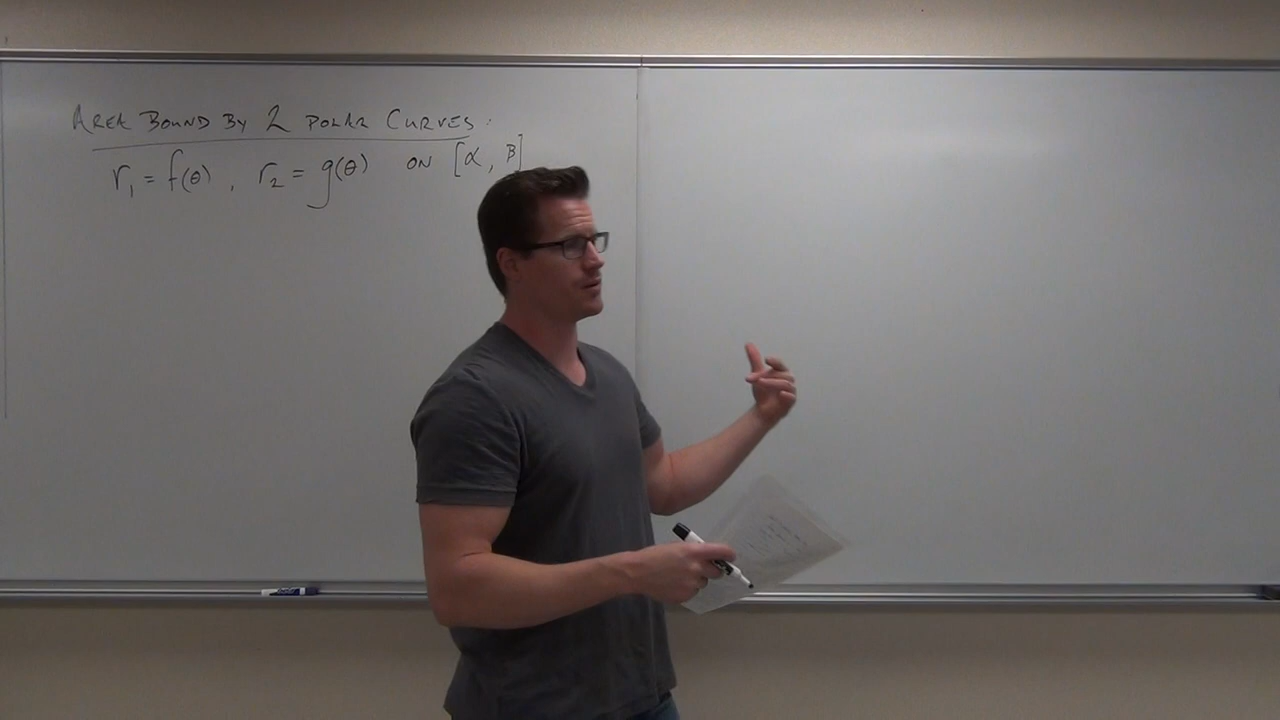 AREA BOUND BY 2 POLAR CURVES:
r₁ = f(θ), r₂ = g(θ) ON [α, β]